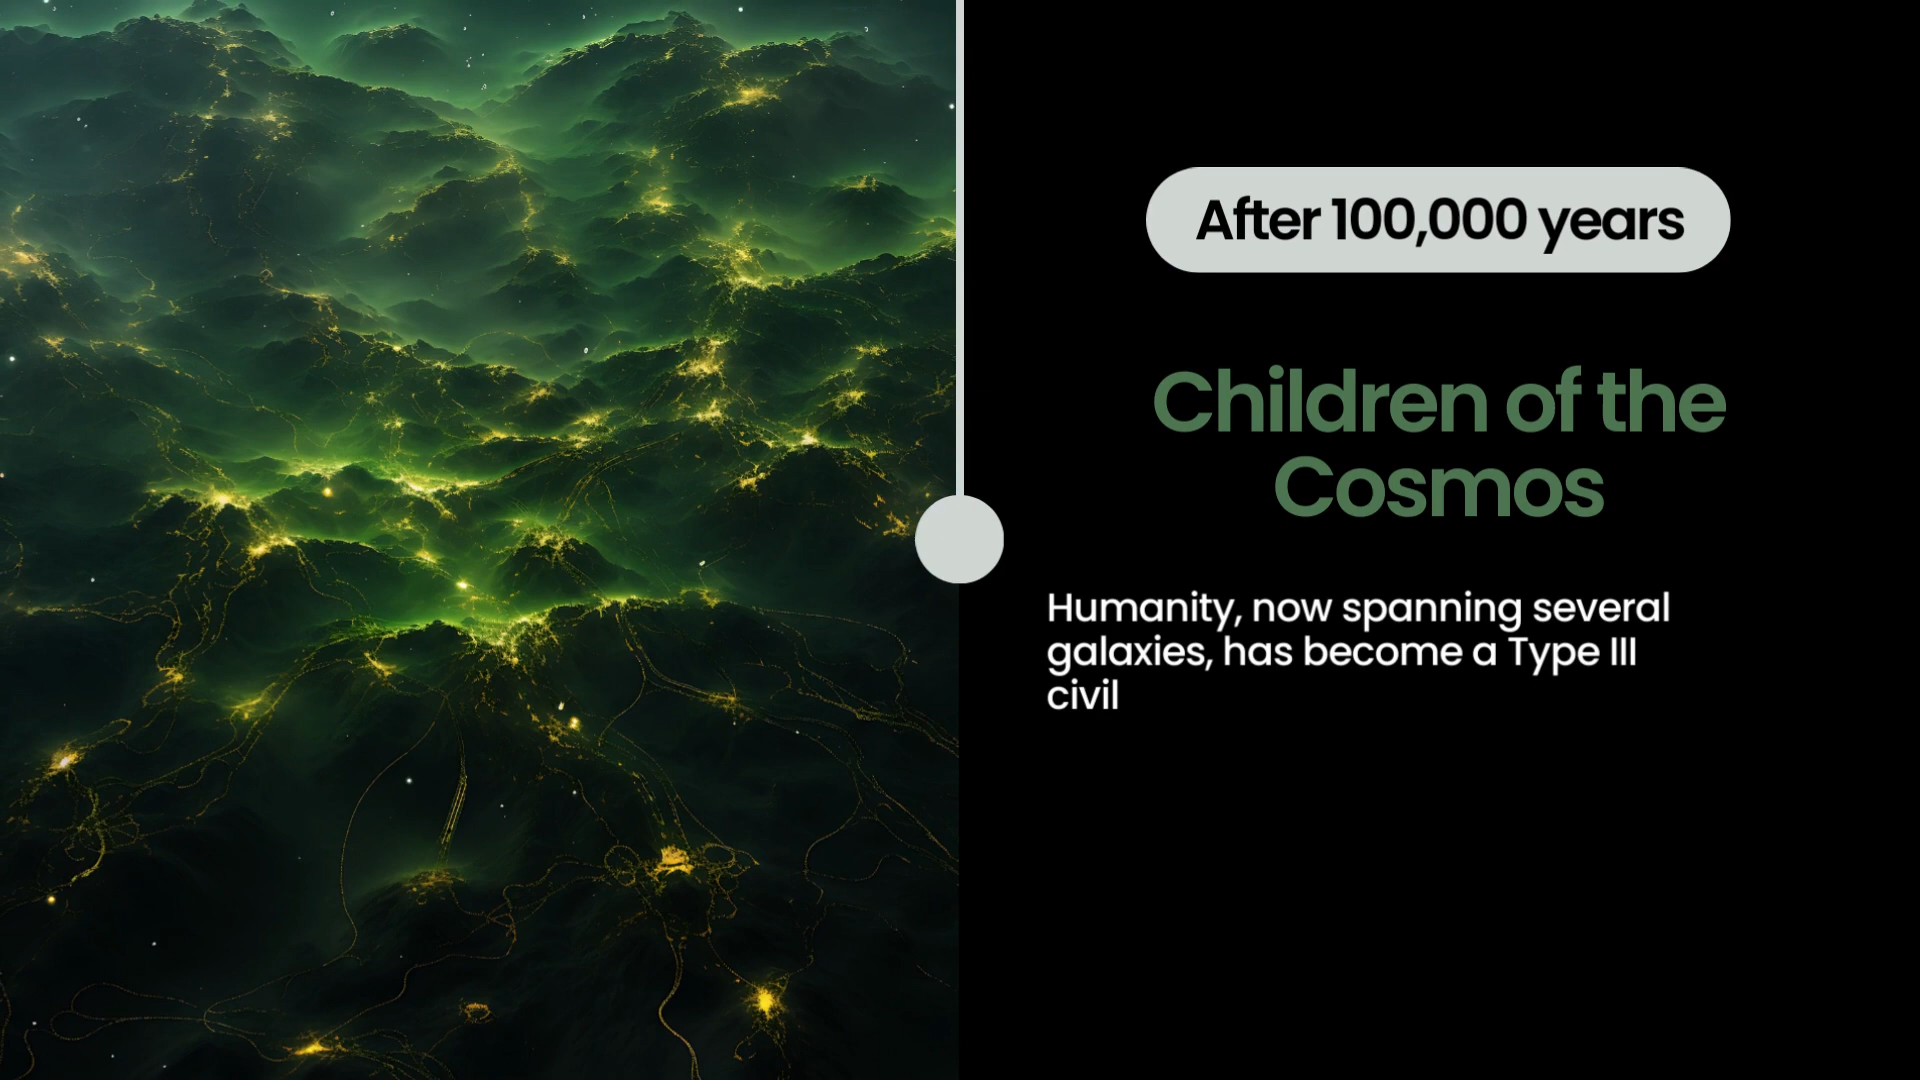 After 100,000 years
Children of the
Cosmos
Humanity, now spanning several
galaxies, has become a Type III
civil